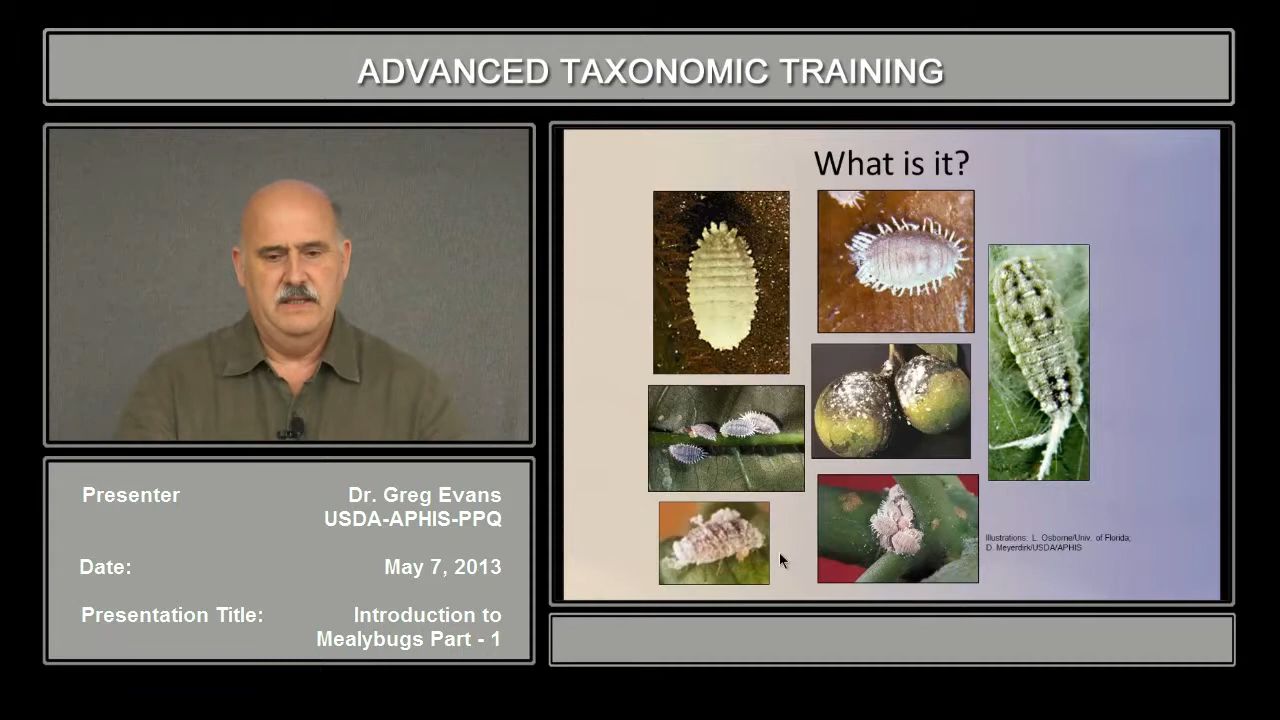 ADVANCED TAXONOMIC TRAINING
What is it?
Illustrations: L. Osborne/Univ. of Florida;
D. Meyerdirk/USDA/APHIS
Presenter Dr. Greg Evans
USDA-APHIS-PPQ
Date: May 7, 2013
Presentation Title: Introduction to
Mealybugs Part - 1